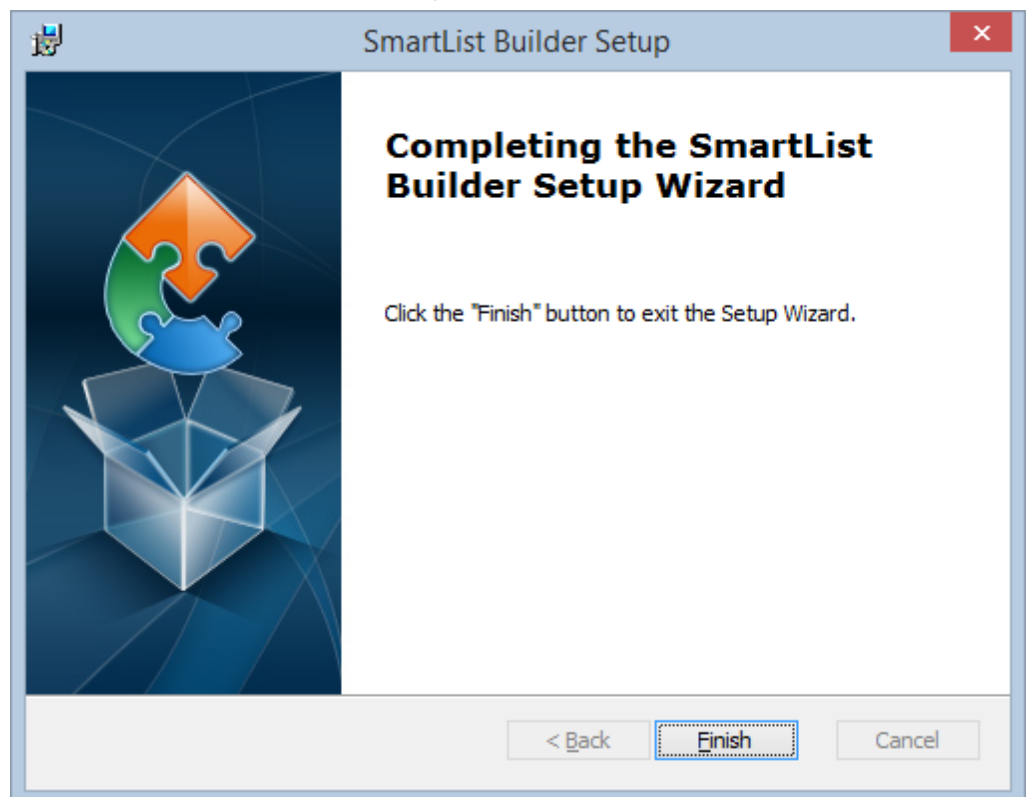 SmartList Builder Setup
Completing the SmartList
Builder Setup Wizard
Click the "Finish" button to exit the Setup Wizard.
< Back
Finish
Cancel